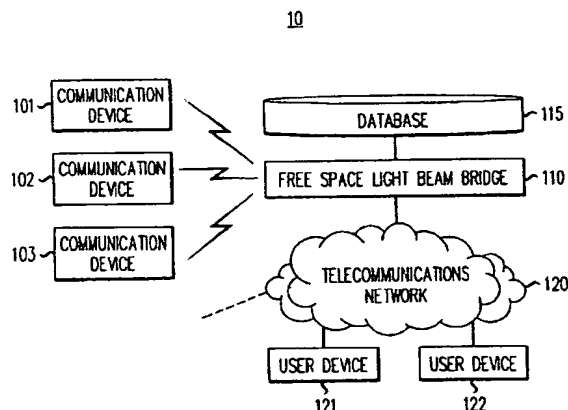 10
101
COMMUNICATION
DEVICE
102
COMMUNICATION
DEVICE
103
COMMUNICATION
DEVICE
DATABASE
115
FREE SPACE LIGHT BEAM BRIDGE
110
TELECOMMUNICATIONS
NETWORK
120
USER DEVICE
121
USER DEVICE
122